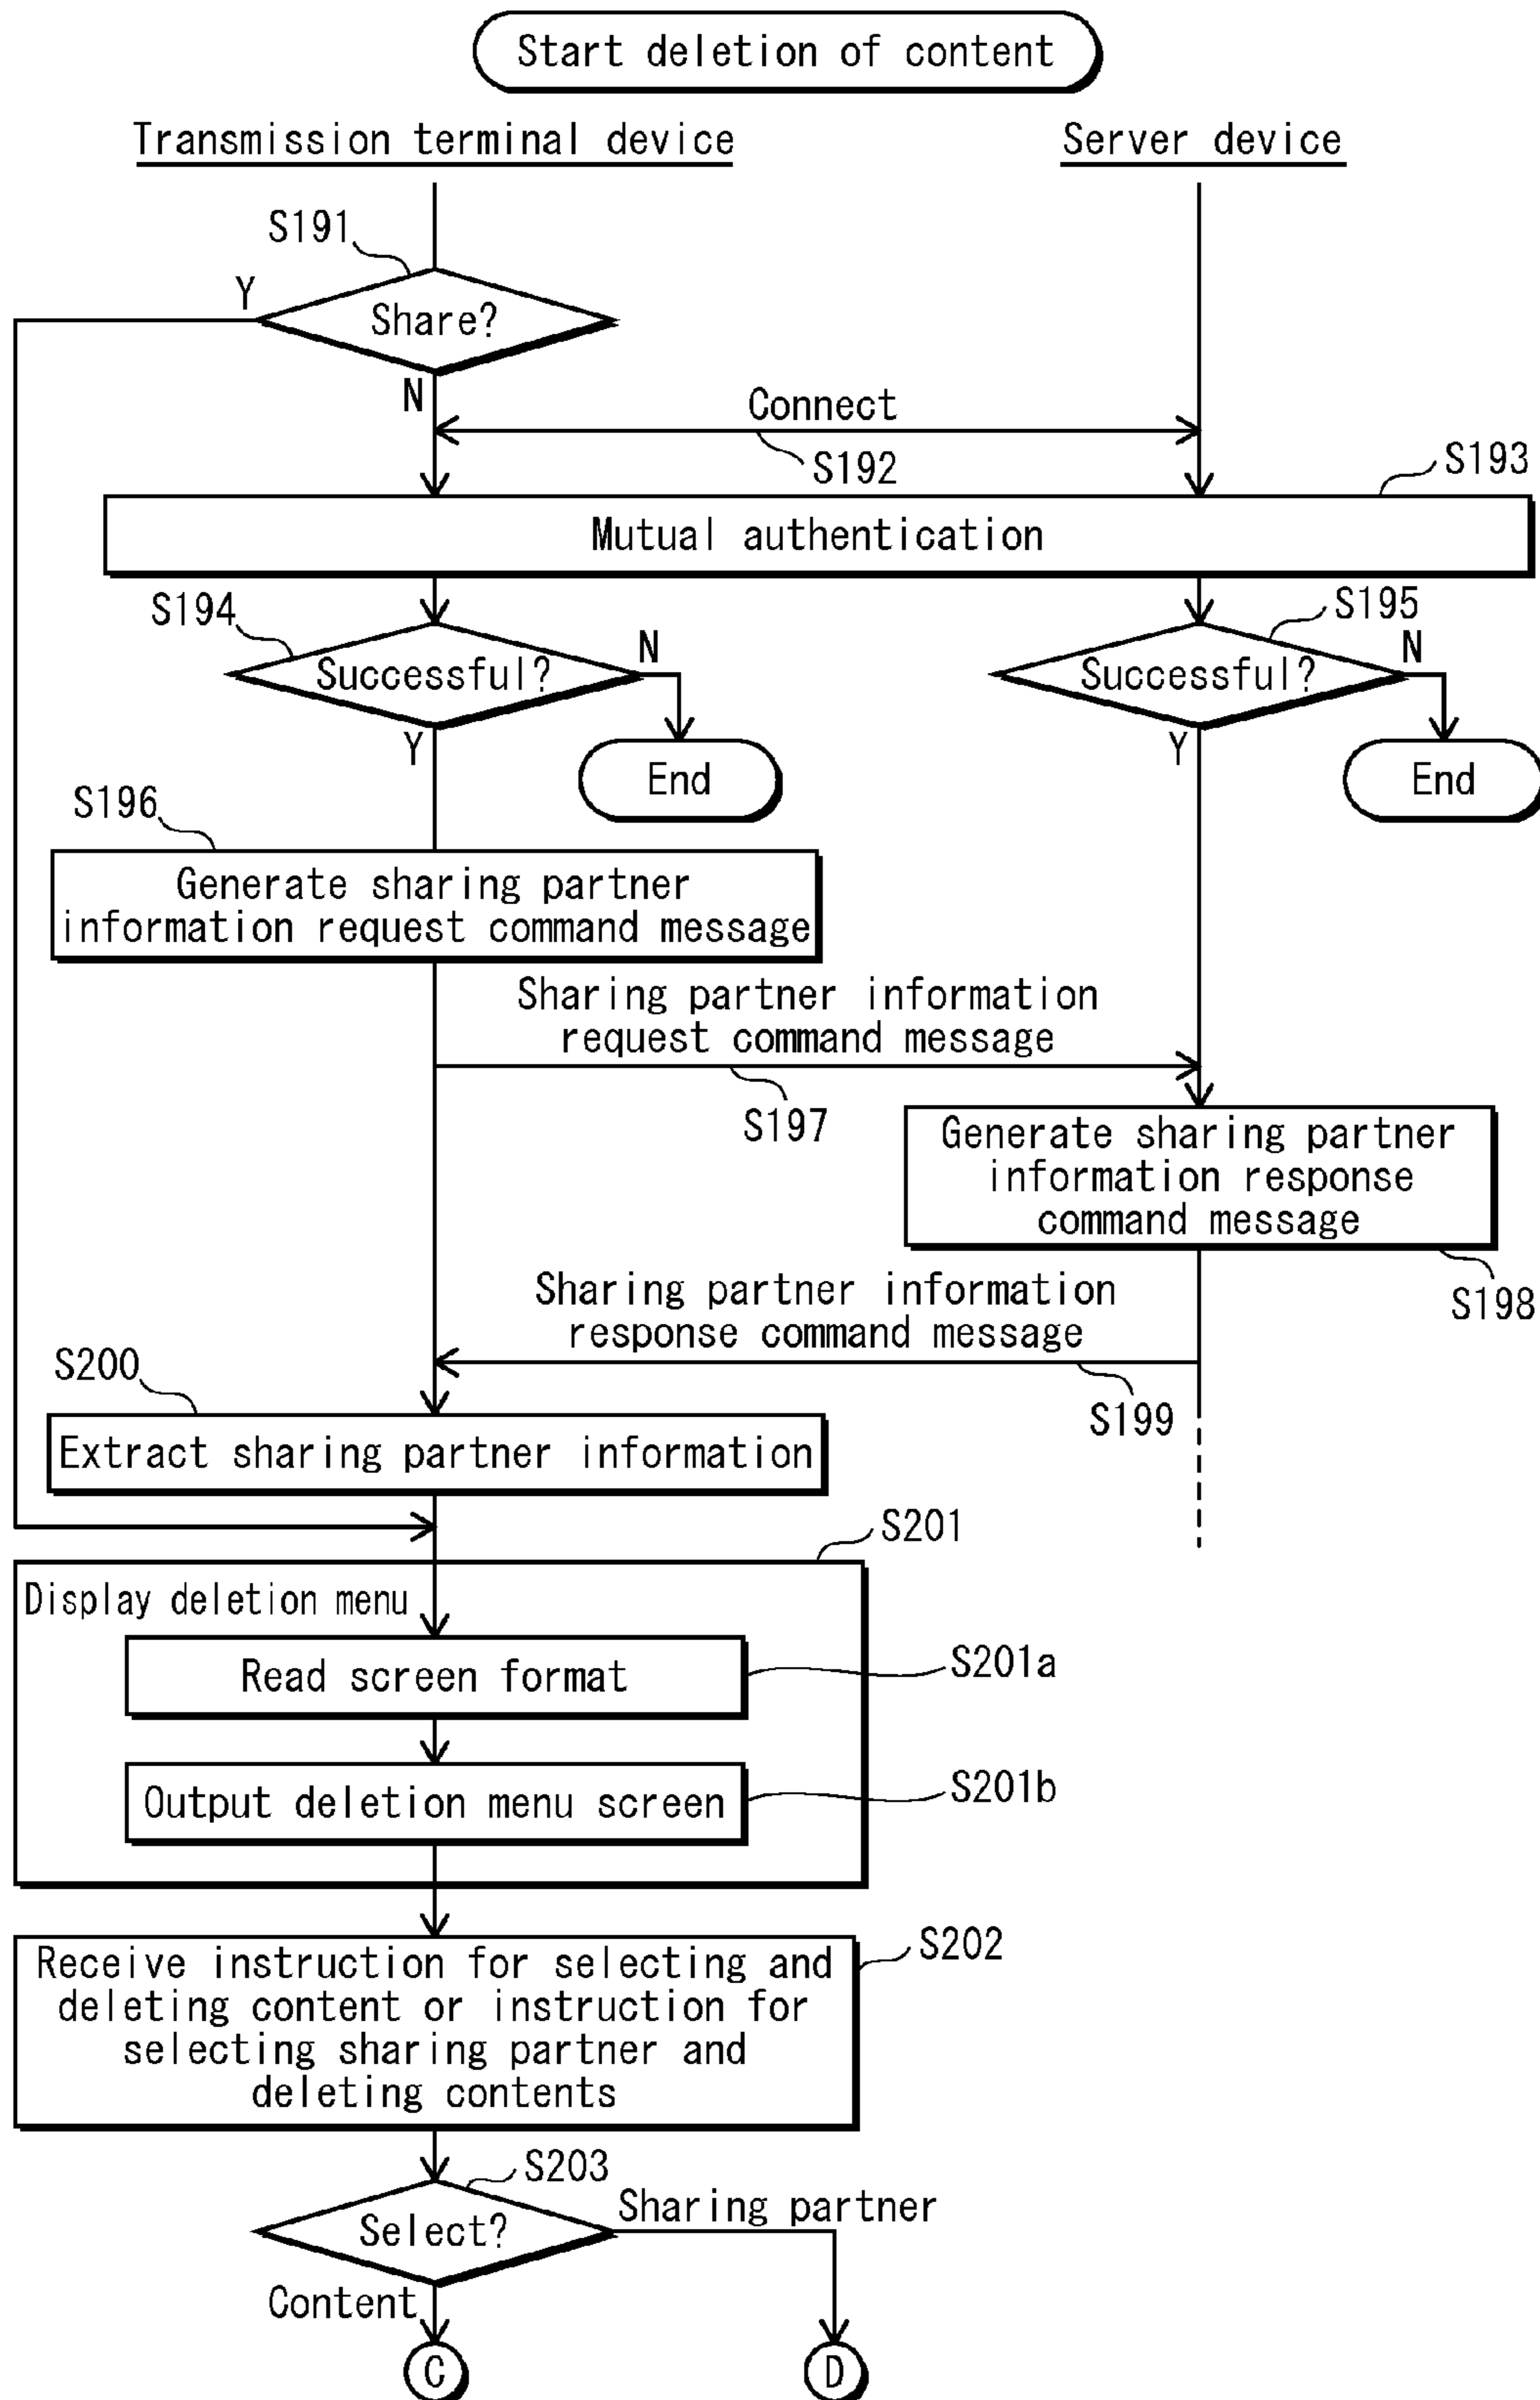 Start deletion of content
Transmission terminal device
Server device
S191
Y
Share?
N
Connect
S192
S193
Mutual authentication
S194
S195
Successful?
N
Successful?
N
Y
End
Y
End
S196
Generate sharing partner
information request command message
Sharing partner information
request command message
S197
Generate sharing partner
information response
command message
S198
Sharing partner information
response command message
S199
S200
Extract sharing partner information
S201
Display deletion menu
Read screen format
S201a
Output deletion menu screen
S201b
Receive instruction for selecting and
deleting content or instruction for
selecting sharing partner and
deleting contents
S202
S203
Select?
Sharing partner
Content
C
D